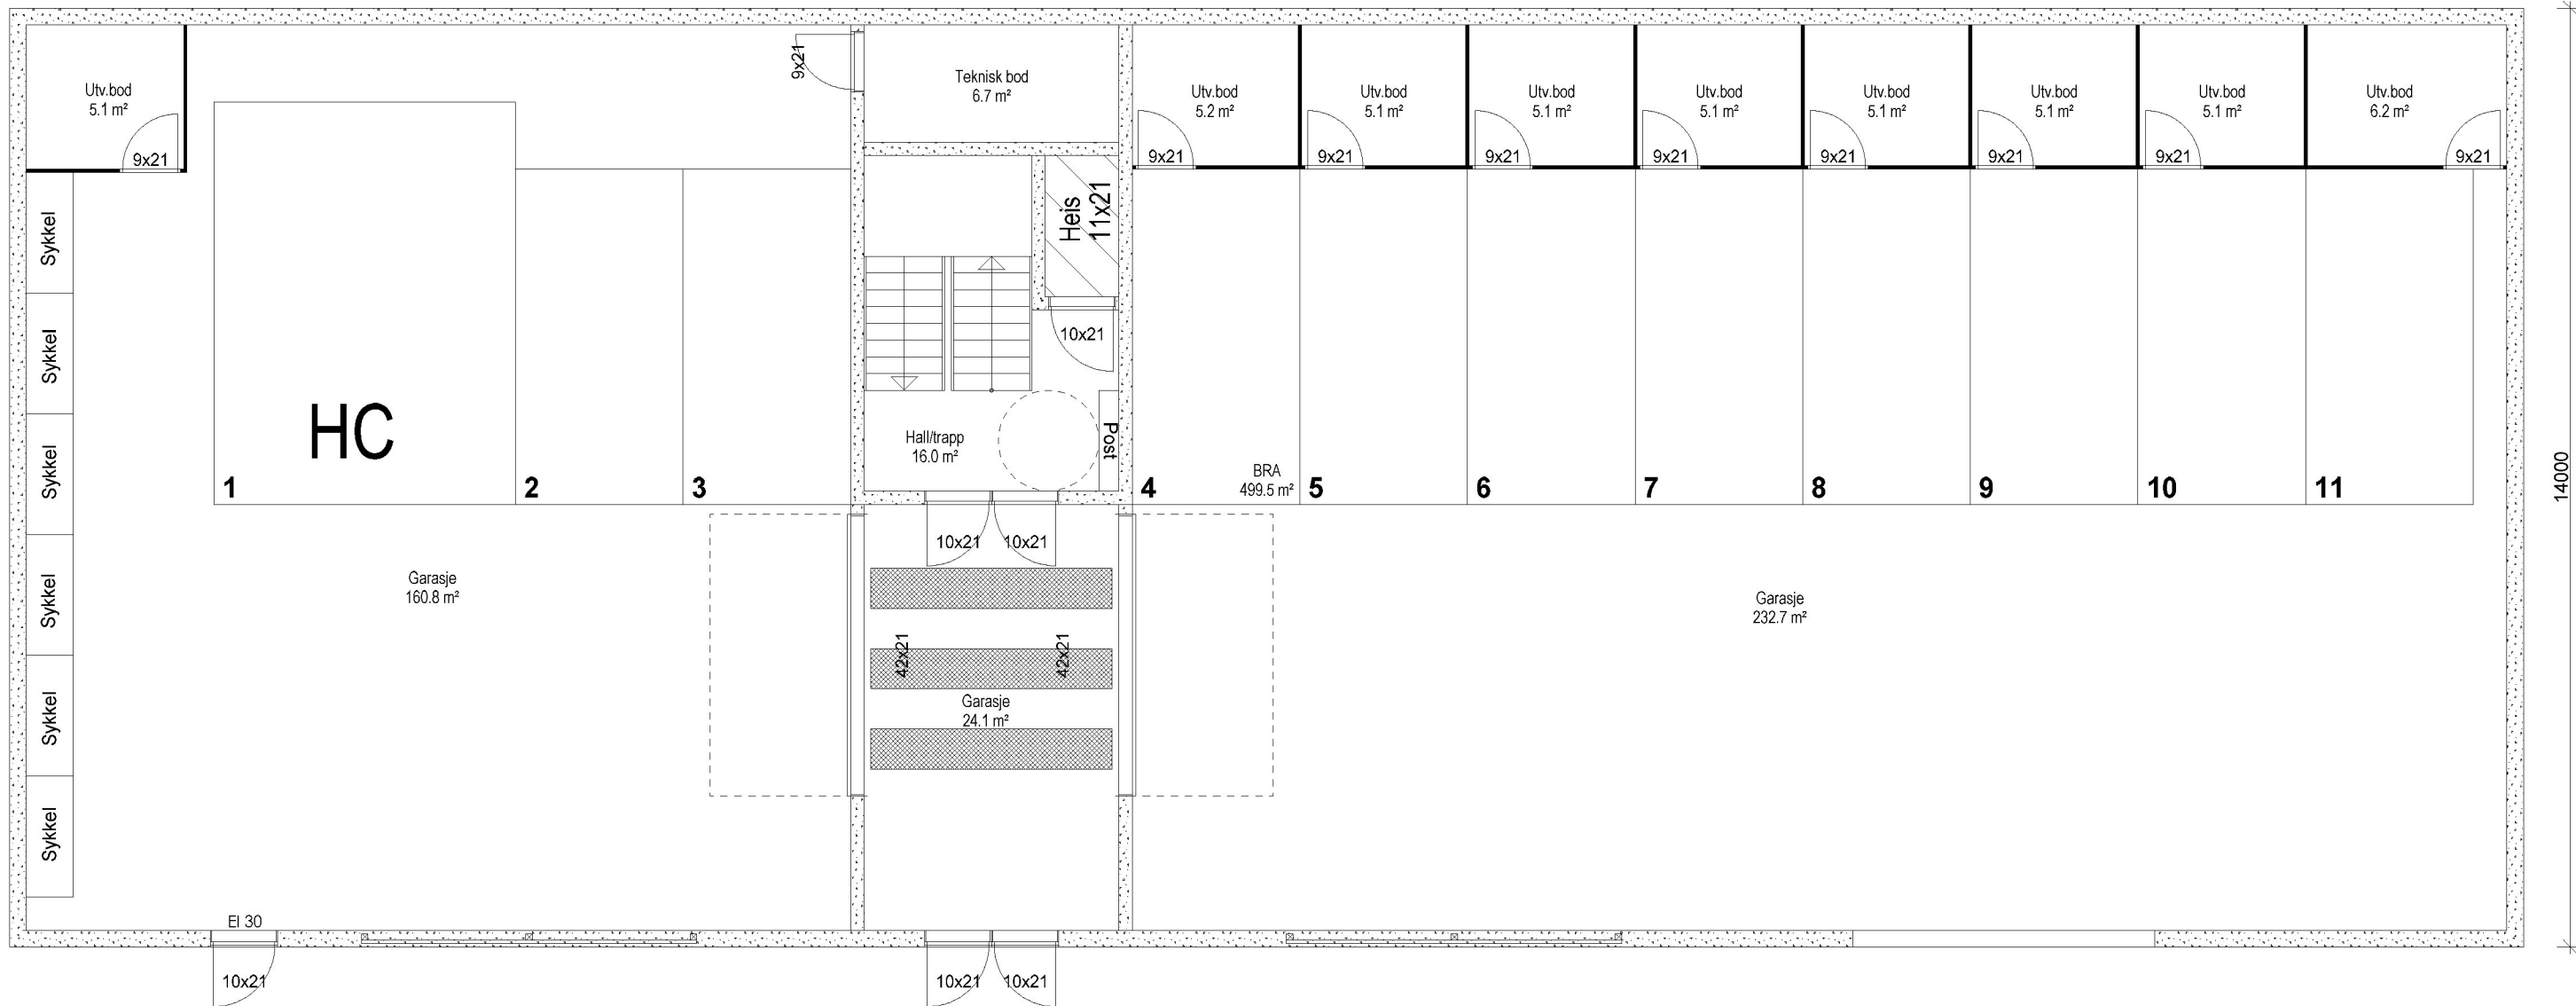 9x21
Utv.bod
5.1 m²
9x21
Teknisk bod
6.7 m²
Utv.bod
5.2 m²
9x21
Utv.bod
5.1 m²
9x21
Utv.bod
5.1 m²
9x21
Utv.bod
5.1 m²
9x21
Utv.bod
5.1 m²
9x21
Utv.bod
5.1 m²
9x21
Utv.bod
5.1 m²
9x21
Utv.bod
6.2 m²
9x21
Sykkel
Sykkel
Sykkel
Sykkel
Sykkel
Sykkel
Heis
11x21
10x21
HC
Hall/trapp
16.0 m²
Post
BRA
499.5 m²
1
2
3
4
5
6
7
8
9
10
11
14000
10x21
10x21
Garasje
160.8 m²
42x21
42x21
Garasje
24.1 m²
Garasje
232.7 m²
EI 30
10x21
10x21
10x21